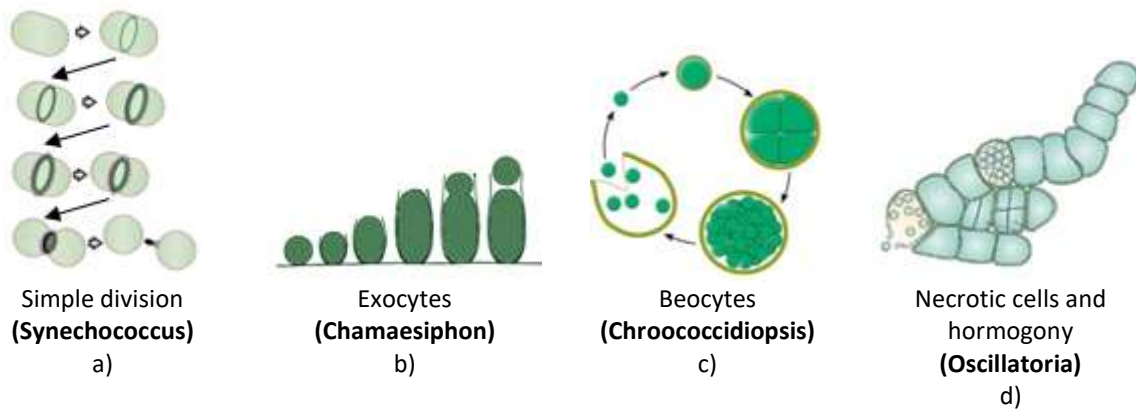 Simple division
(Synechococcus)
a)
Exocytes
(Chamaesiphon)
b)
Beocytes
(Chroococcidiopsis)
c)
Necrotic cells and
hormogony
(Oscillatoria)
d)